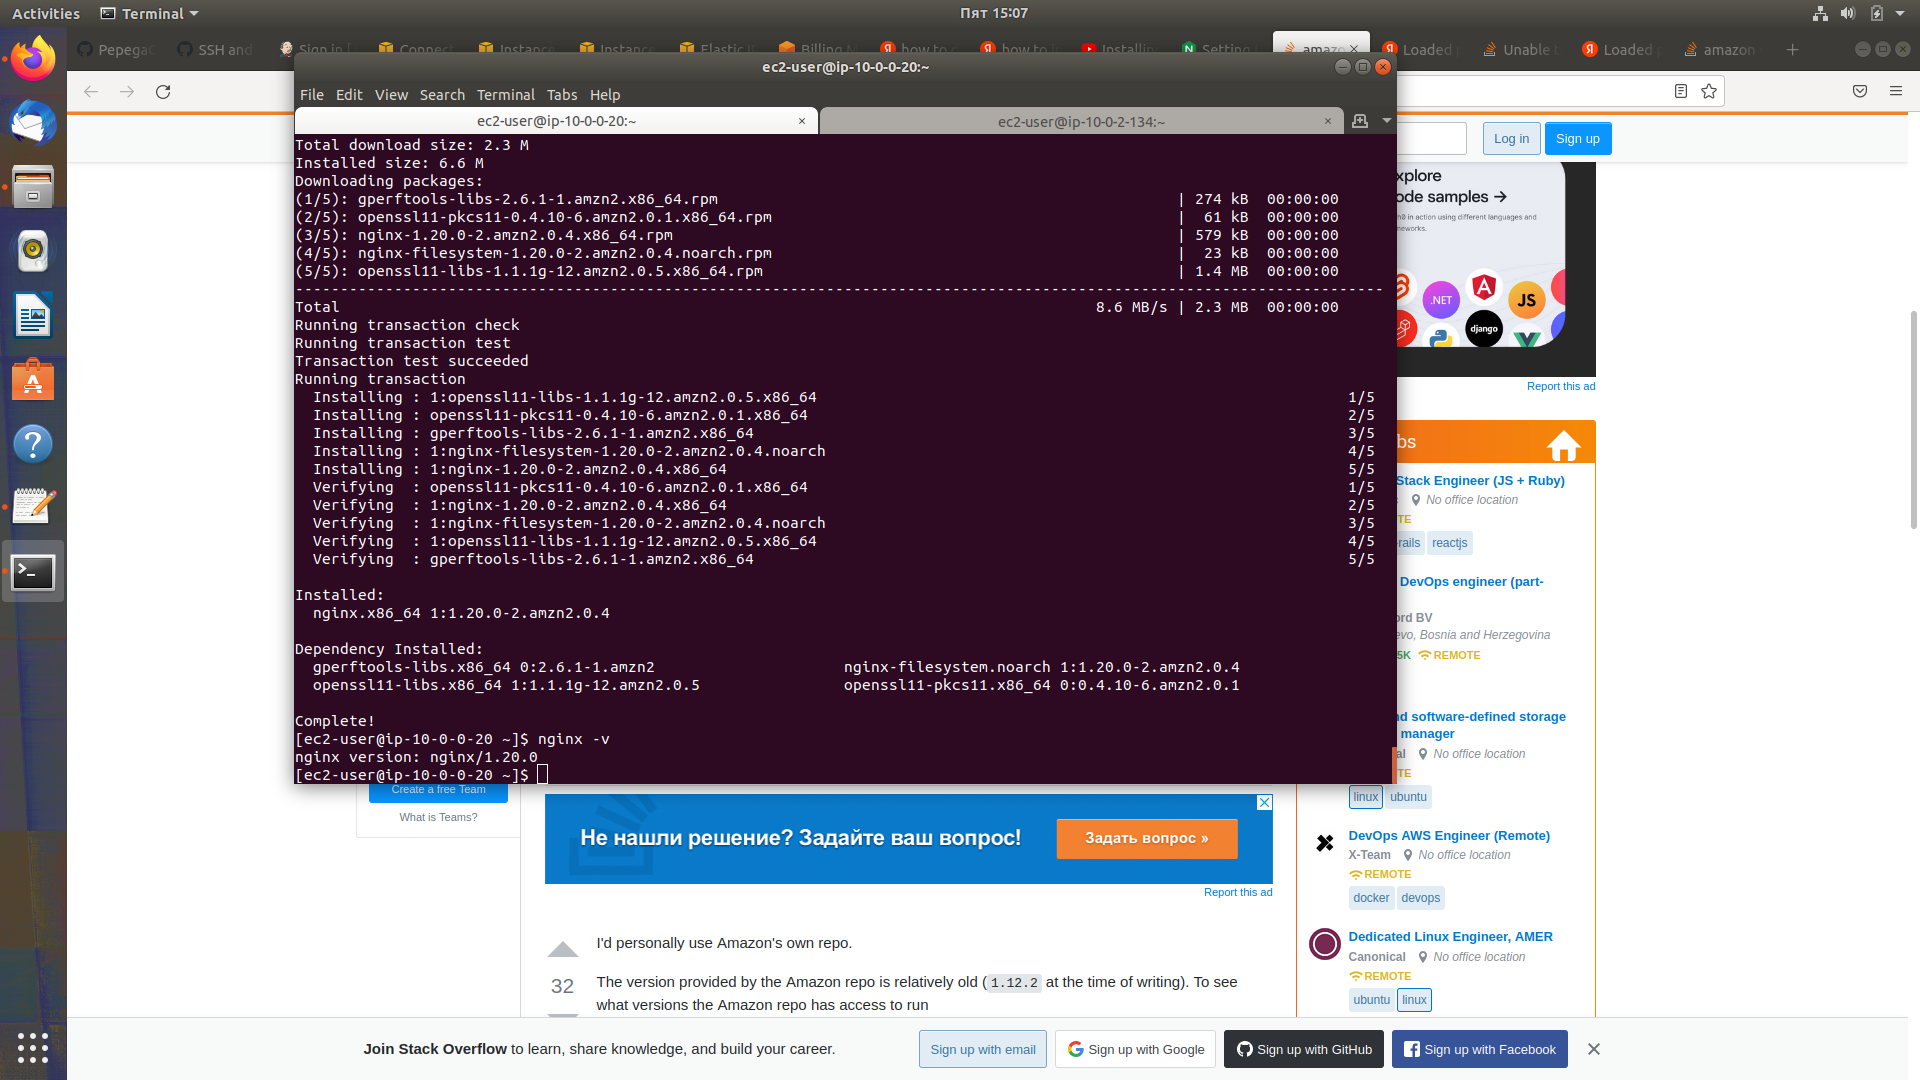 Activities
Terminal
Пят 15:07
PepegaC
SSH and
Sign in
Connect
Instance
Instance
Elastic I
Billing M
how to
how to i
Installin
Setting
amazo
Loaded
Unable t
Loaded
amazon
ec2-user@ip-10-0-0-20:~
File Edit View Search Terminal Tabs Help
ec2-user@ip-10-0-0-20:~
ec2-user@ip-10-0-2-134:~
Total download size: 2.3 M
Installed size: 6.6 M
Downloading packages:
(1/5): gperftools-libs-2.6.1-1.amzn2.x86_64.rpm | 274 kB 00:00:00
(2/5): openssl11-pkcs11-0.4.10-6.amzn2.0.1.x86_64.rpm | 61 kB 00:00:00
(3/5): nginx-1.20.0-2.amzn2.0.4.x86_64.rpm | 579 kB 00:00:00
(4/5): nginx-filesystem-1.20.0-2.amzn2.0.4.noarch.rpm | 23 kB 00:00:00
(5/5): openssl11-libs-1.1.1g-12.amzn2.0.5.x86_64.rpm | 1.4 MB 00:00:00
-------------------------------------------------------------------------------------------------------------------------
Total 8.6 MB/s | 2.3 MB 00:00:00
Running transaction check
Running transaction test
Transaction test succeeded
Running transaction
Installing : 1:openssl11-libs-1.1.1g-12.amzn2.0.5.x86_64 1/5
Installing : openssl11-pkcs11-0.4.10-6.amzn2.0.1.x86_64 2/5
Installing : gperftools-libs-2.6.1-1.amzn2.x86_64 3/5
Installing : 1:nginx-filesystem-1.20.0-2.amzn2.0.4.noarch 4/5
Installing : 1:nginx-1.20.0-2.amzn2.0.4.x86_64 5/5
Verifying : openssl11-pkcs11-0.4.10-6.amzn2.0.1.x86_64 1/5
Verifying : 1:nginx-1.20.0-2.amzn2.0.4.x86_64 2/5
Verifying : 1:nginx-filesystem-1.20.0-2.amzn2.0.4.noarch 3/5
Verifying : 1:openssl11-libs-1.1.1g-12.amzn2.0.5.x86_64 4/5
Verifying : gperftools-libs-2.6.1-1.amzn2.x86_64 5/5
Installed:
nginx.x86_64 1:1.20.0-2.amzn2.0.4
Dependency Installed:
gperftools-libs.x86_64 0:2.6.1-1.amzn2 nginx-filesystem.noarch 1:1.20.0-2.amzn2.0.4
openssl11-libs.x86_64 1:1.1.1g-12.amzn2.0.5 openssl11-pkcs11.x86_64 0:0.4.10-6.amzn2.0.1
Complete!
[ec2-user@ip-10-0-0-20 ~]$ nginx -v
nginx version: nginx/1.20.0
[ec2-user@ip-10-0-0-20 ~]$
Log in
Sign up
xplore
ode samples →
in action using different languages and
meworks.
.NET
JS
django
Report this ad
bs
Stack Engineer (JS + Ruby)
No office location
TE
-rails reactjs
DevOps engineer (part-
ord BV
evo, Bosnia and Herzegovina
5K REMOTE
nd software-defined storage
manager
al No office location
TE
linux ubuntu
DevOps AWS Engineer (Remote)
X-Team No office location
REMOTE
docker devops
Dedicated Linux Engineer, AMER
Canonical No office location
REMOTE
ubuntu linux
Create a free Team
What is Teams?
Не нашли решение? Задайте ваш вопрос!
Задать вопрос »
Report this ad
I'd personally use Amazon's own repo.
32
The version provided by the Amazon repo is relatively old (1.12.2 at the time of writing). To see
what versions the Amazon repo has access to run
Join Stack Overflow to learn, share knowledge, and build your career.
Sign up with email
Sign up with Google
Sign up with GitHub
Sign up with Facebook